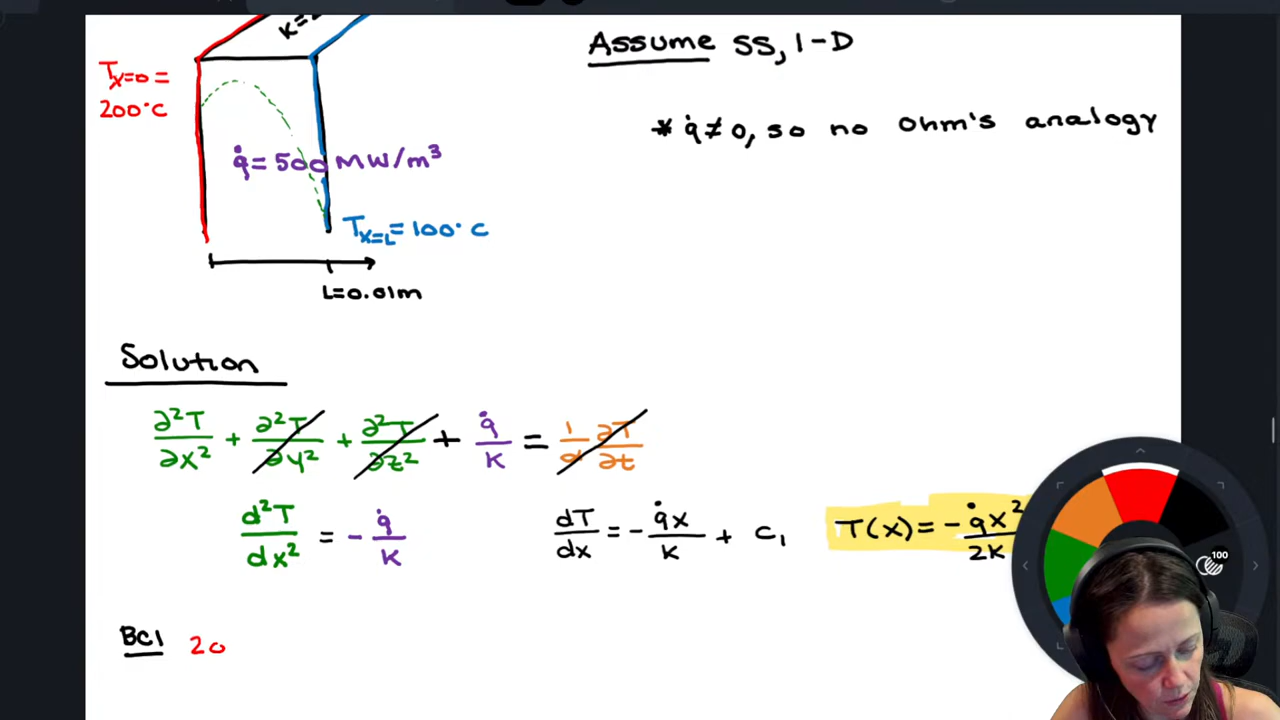 K=
Assume SS, 1-D
T_{x=0} =
200°C
* q̇ ≠ 0, so no Ohm's analogy
q̇ = 500 MW/m³
T_{x=L} = 100°C
L=0.01m
Solution
∂²T/∂x² + ∂²T/∂y² + ∂²T/∂z² + q̇/K = 1/α ∂T/∂t
d²T/dx² = - q̇/K
dT/dx = - q̇x/K + C₁
T(x) = - q̇x²/2K
100
BC1 20